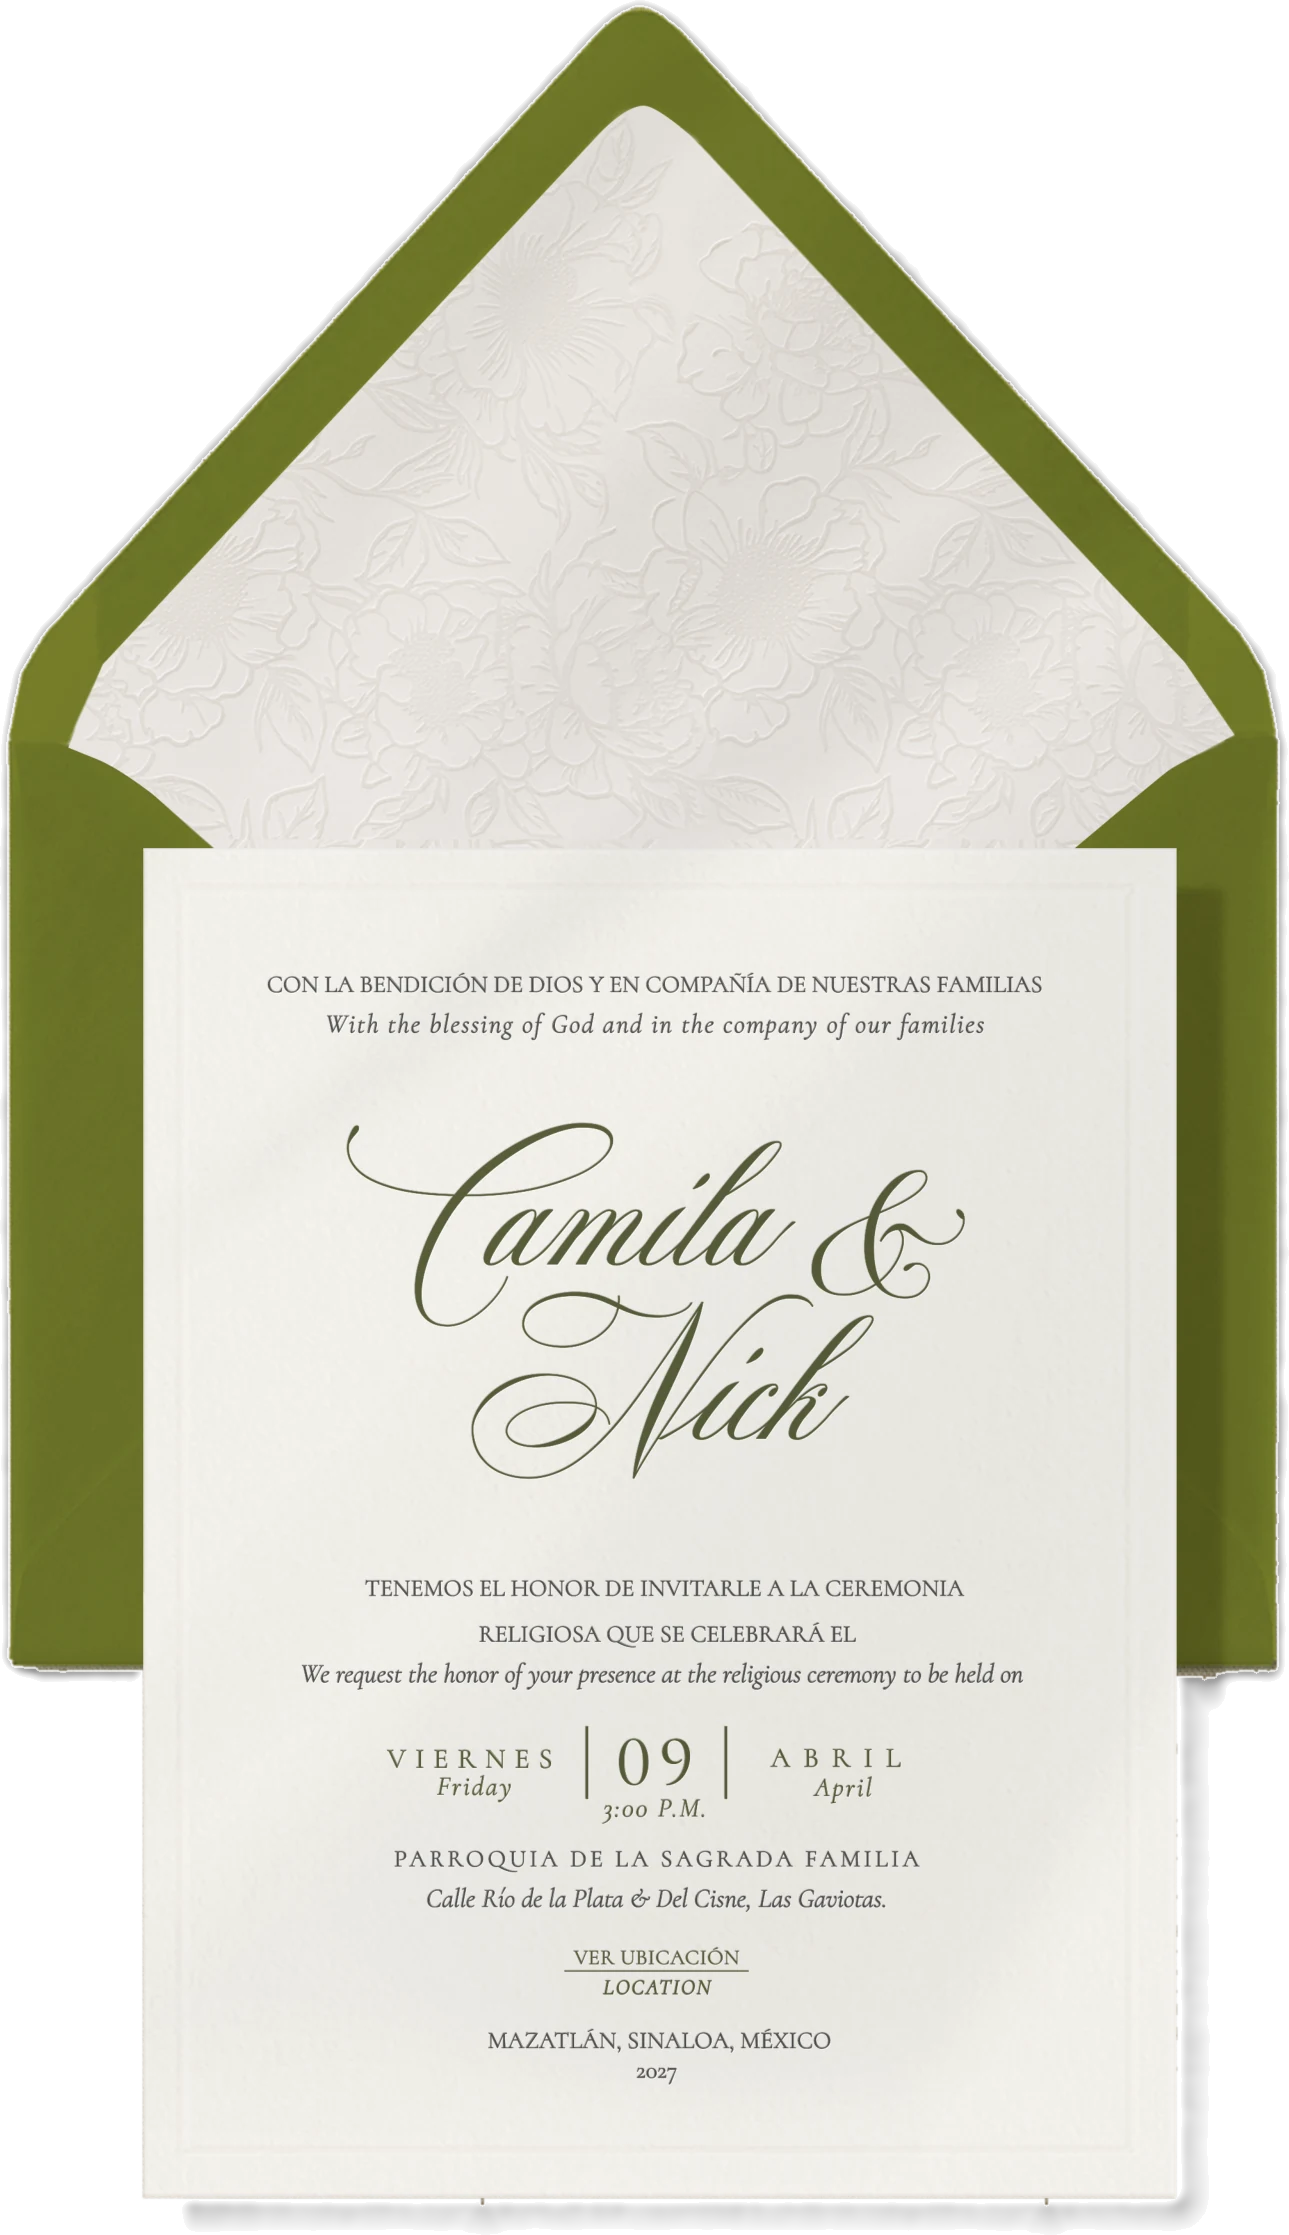 CON LA BENDICIÓN DE DIOS Y EN COMPAÑÍA DE NUESTRAS FAMILIAS
With the blessing of God and in the company of our families
Camila &
Nick
TENEMOS EL HONOR DE INVITARLE A LA CEREMONIA
RELIGIOSA QUE SE CELEBRARÁ EL
We request the honor of your presence at the religious ceremony to be held on
VIERNES | 09 | ABRIL
Friday 3:00 P.M. April
PARROQUIA DE LA SAGRADA FAMILIA
Calle Río de la Plata & Del Cisne, Las Gaviotas.
VER UBICACIÓN
LOCATION
MAZATLÁN, SINALOA, MÉXICO
2027